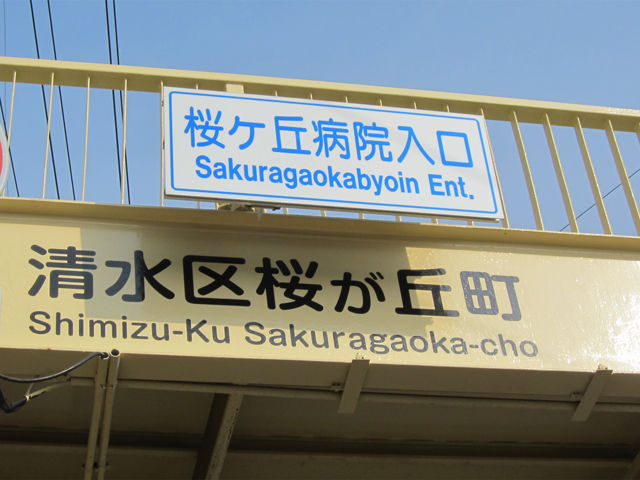 桜ケ丘病院入口
Sakuragaokabyoin Ent.
清水区桜が丘町
Shimizu-Ku Sakuragaoka-cho